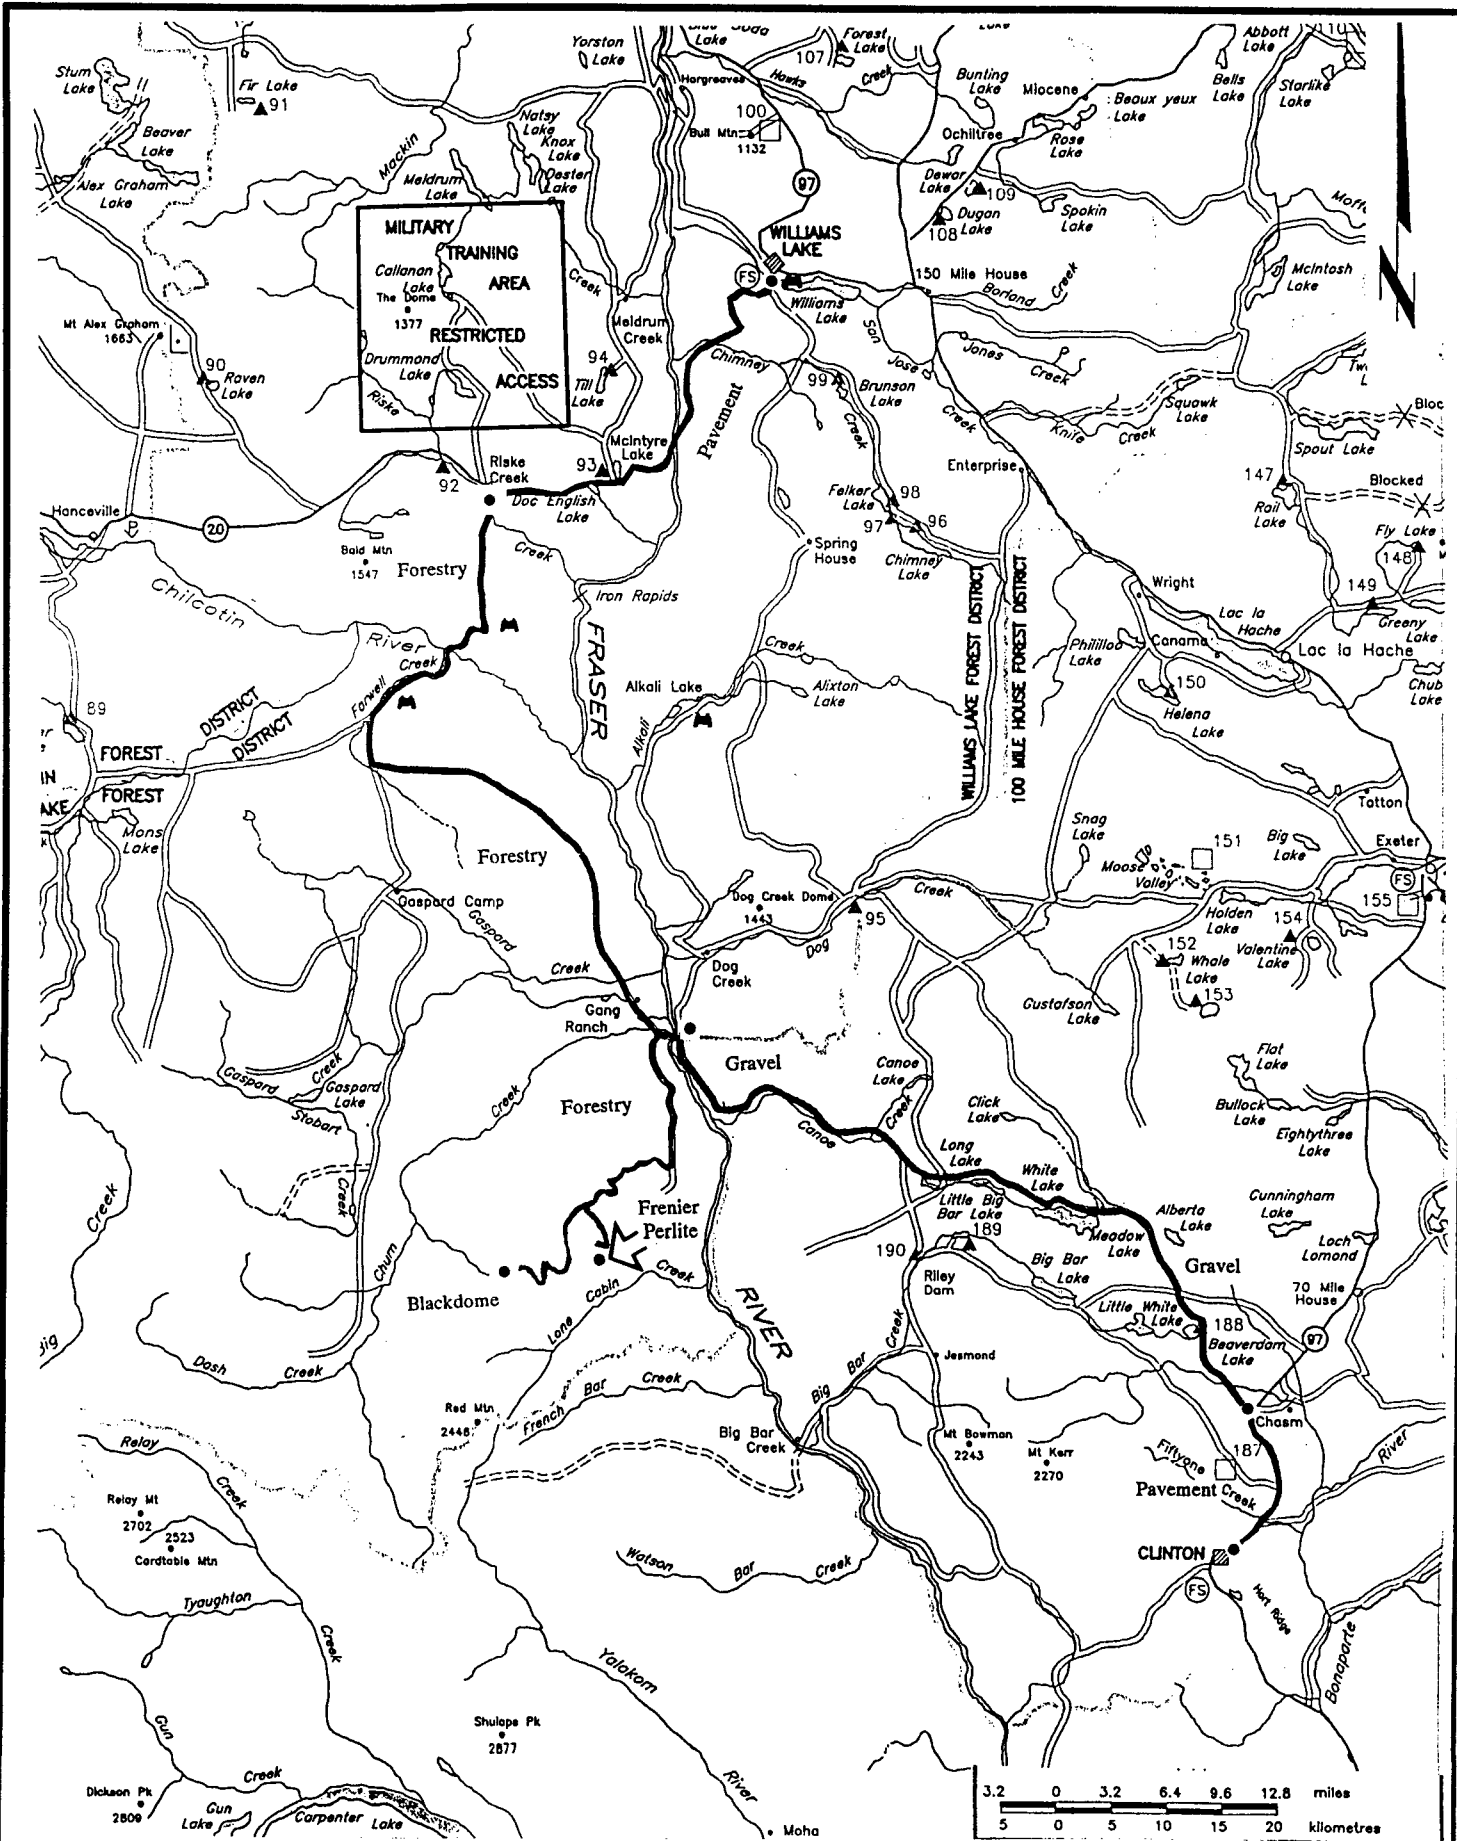 Stum
Lake
Fir Lake
91
Beaver
Lake
Alex Graham
Lake
Mackin
Yorston
Lake
Natsy
Lake
Knox
Lake
Dester
Lake
Meldrum
Lake
Lake
Hargreaves
Hawks
Creek
107
Forest
Lake
100
Bull Mtn
1132
97
Bunting
Lake
Miocene
Beaux yeux
Lake
Ochiltree
Rose
Lake
Dewar
Lake
109
Dugan
Lake
108
Spokin
Lake
Abbott
Lake
Bells
Lake
Starlike
Lake
110
McIntosh
Lake
N
MILITARY
TRAINING
AREA
RESTRICTED
ACCESS
Callanan
Lake
The Dome
1377
Drummond
Lake
Riske
Creek
Meldrum
Creek
94
Till
Lake
McIntyre
Lake
93
WILLIAMS
LAKE
FS
Williams
Lake
150 Mile House
Borland
Creek
San
Jose
Creek
Jones
Creek
Mt Alex Graham
1663
90
Raven
Lake
Chimney
Creek
99
Brunson
Lake
Pavement
Squawk
Lake
Knife
Creek
Spout Lake
Bloc
Blocked
147
Rail
Lake
Fly Lake
148
149
Greeny
Lake
92
Riske
Creek
Doc English
Lake
Hanceville
20
Bald Mtn
1547
Forestry
Creek
Enterprise
Felker
Lake
98
97
96
Chimney
Lake
Spring
House
WILLIAMS LAKE FOREST DISTRICT
100 MILE HOUSE FOREST DISTRICT
Wright
Lac la
Hache
Lac la Hache
Canama
Phililloo
Lake
150
Helena
Lake
Chub
Lake
Chilcotin
River
Iron Rapids
FRASER
Farwell
Creek
Creek
Alkali Lake
Alixton
Lake
Alkali
89
DISTRICT
DISTRICT
FOREST
FOREST
IN
AKE
Mons
Lake
Forestry
Gaspard Camp
Gaspard
Creek
Dog Creek Dome
1443
Dog
Creek
95
Dog
Creek
Totton
Snag
Lake
151
Moose
Valley
Big
Lake
Exeter
FS
155
Holden
Lake
154
Valentine
Lake
152
Whale
Lake
153
Gustafson
Lake
Gang
Ranch
Gravel
Forestry
Creek
Gaspard
Creek
Gaspard
Lake
Stobart
Creek
Canoe
Lake
Creek
Canoe
Click
Lake
Flat
Lake
Bullock
Lake
Eightythree
Lake
Long
Lake
White
Lake
Little Big
Bar Lake
189
Meadow
Lake
Alberta
Lake
Cunningham
Lake
Loch
Lomond
190
Riley
Dam
Big Bar
Lake
Gravel
70 Mile
House
Little White
Lake
188
Beaverdam
Lake
97
Creek
Big
Churn
Frenier
Perlite
Blackdome
Lone
Cabin
Creek
RIVER
Dash
Creek
French
Bar
Creek
Red Mtn
2448
Big
Bar
Creek
Big Bar
Creek
Jesmond
Mt Bowman
2243
Mt Kerr
2270
Chasm
187
Fiftyone
Creek
Pavement
River
Bonaparte
CLINTON
FS
Hart Ridge
Relay
Creek
Relay Mt
2702
2523
Cardtable Mtn
Tyaughton
Creek
Watson
Bar
Creek
Yalakom
River
Shulaps Pk
2877
Gun
Creek
Dickson Pk
2809
Gun
Lake
Carpenter
Lake
Moha
3.2 0 3.2 6.4 9.6 12.8 miles
5 0 5 10 15 20 kilometres